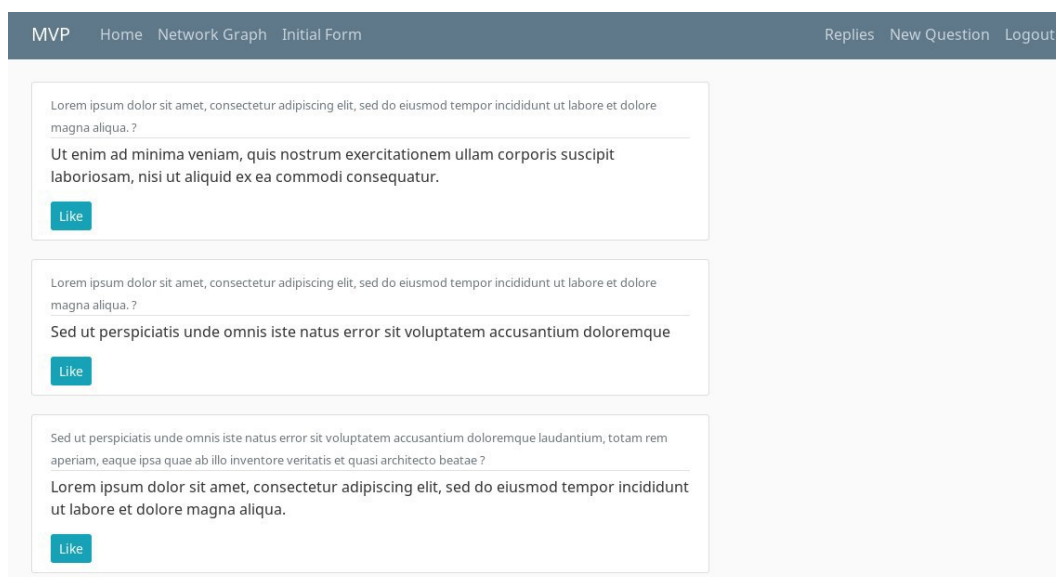 MVP Home Network Graph Initial Form Replies New Question Logout
Lorem ipsum dolor sit amet, consectetur adipiscing elit, sed do eiusmod tempor incididunt ut labore et dolore
magna aliqua. ?
Ut enim ad minima veniam, quis nostrum exercitationem ullam corporis suscipit
laboriosam, nisi ut aliquid ex ea commodi consequatur.
Like
Lorem ipsum dolor sit amet, consectetur adipiscing elit, sed do eiusmod tempor incididunt ut labore et dolore
magna aliqua. ?
Sed ut perspiciatis unde omnis iste natus error sit voluptatem accusantium doloremque
Like
Sed ut perspiciatis unde omnis iste natus error sit voluptatem accusantium doloremque laudantium, totam rem
aperiam, eaque ipsa quae ab illo inventore veritatis et quasi architecto beatae ?
Lorem ipsum dolor sit amet, consectetur adipiscing elit, sed do eiusmod tempor incididunt
ut labore et dolore magna aliqua.
Like